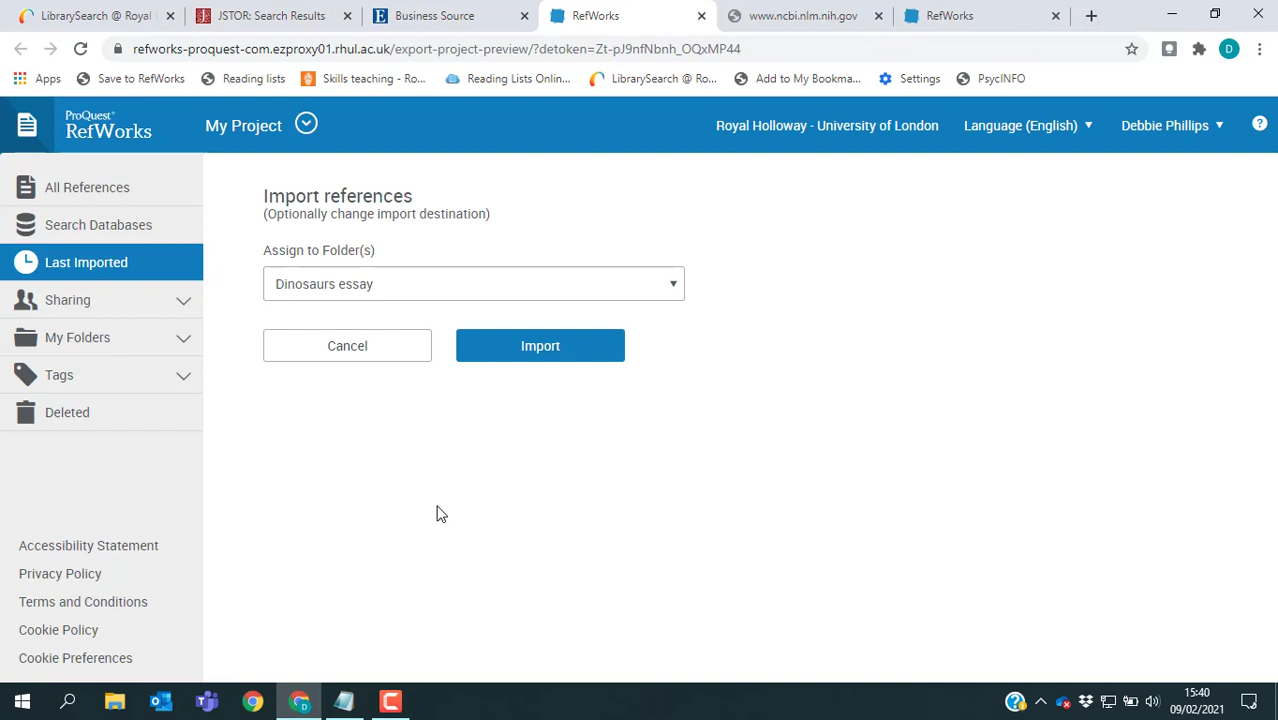 LibrarySearch @ Royal
JSTOR: Search Results
Business Source
RefWorks
www.ncbi.nlm.nih.gov
RefWorks
refworks-proquest-com.ezproxy01.rhul.ac.uk/export-project-preview/?detoken=Zt-pJ9nfNbnh_OQxMP44
D
Apps
Save to RefWorks
Reading lists
Skills teaching - Ro...
Reading Lists Onlin...
LibrarySearch @ Ro...
Add to My Bookma...
Settings
PsycINFO
ProQuest®
RefWorks
My Project
Royal Holloway - University of London
Language (English)
Debbie Phillips
?
All References
Search Databases
Last Imported
Sharing
My Folders
Tags
Deleted
Import references
(Optionally change import destination)
Assign to Folder(s)
Dinosaurs essay
Cancel
Import
Accessibility Statement
Privacy Policy
Terms and Conditions
Cookie Policy
Cookie Preferences
15:40
09/02/2021